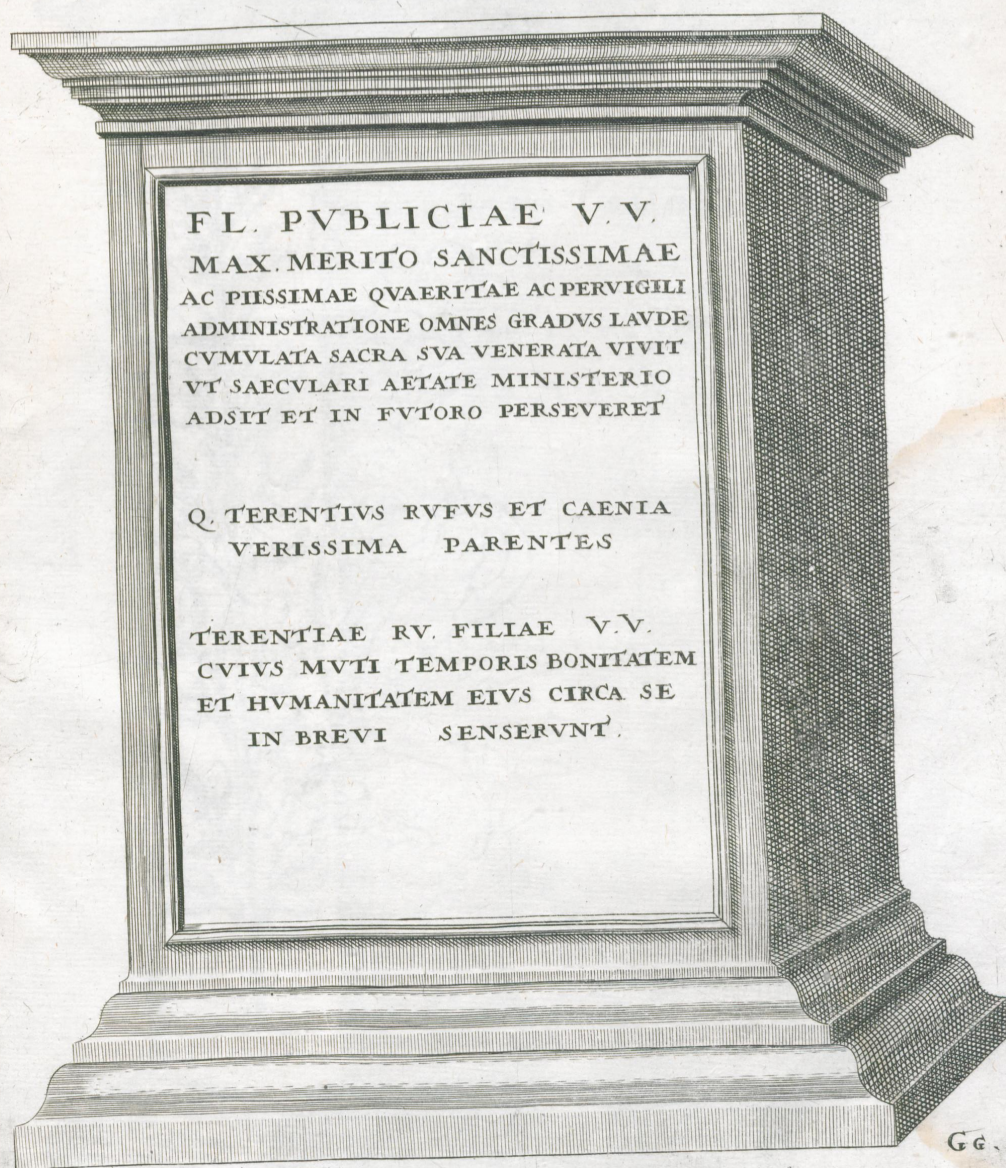 FL. PVBLICIAE V. V.
MAX. MERITO SANCTISSIMAE
AC PIISSIMAE QVAERITAE AC PERVIGILI
ADMINISTRATIONE OMNES GRADVS LAVDE
CVMVLATA SACRA SVA VENERATA VIVIT
VT SAECVLARI AETATE MINISTERIO
ADSIT ET IN FVTORO PERSEVERET
Q. TERENTIVS RVFVS ET CAENIA
VERISSIMA PARENTES
TERENTIAE RV. FILIAE V.V.
CVIVS MVTI TEMPORIS BONITATEM
ET HVMANITATEM EIVS CIRCA SE
IN BREVI SENSERVNT.
Gg.